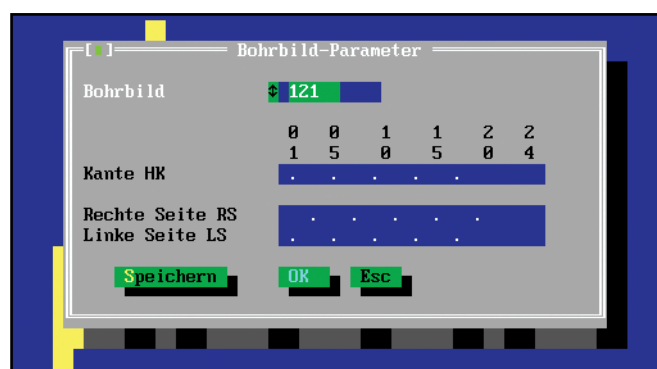 [ ] Bohrbild-Parameter
Bohrbild 121
0 0 1 1 2 2
1 5 0 5 0 4
Kante HK . . . . .
Rechte Seite RS . . . . .
Linke Seite LS . . . . .
Speichern OK Esc